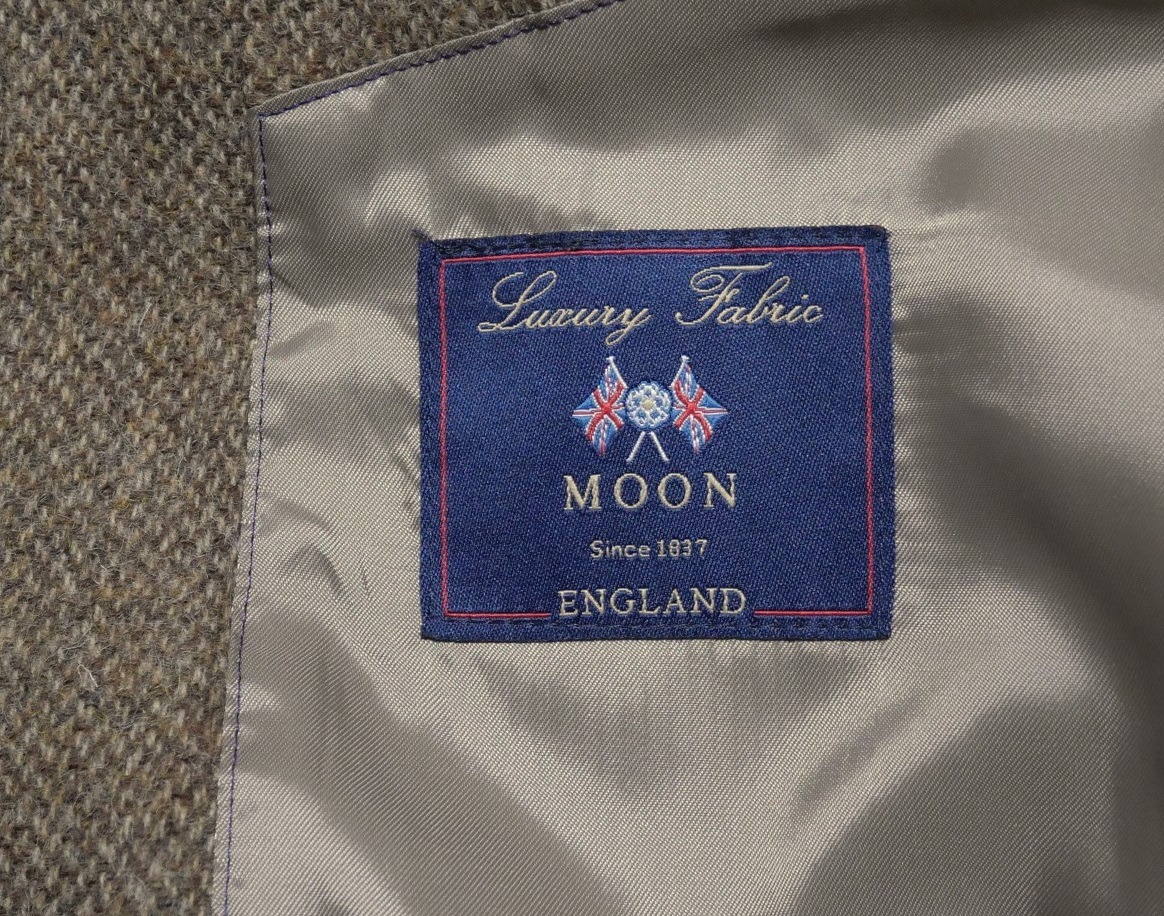 Luxury Fabric
MOON
Since 1837
ENGLAND